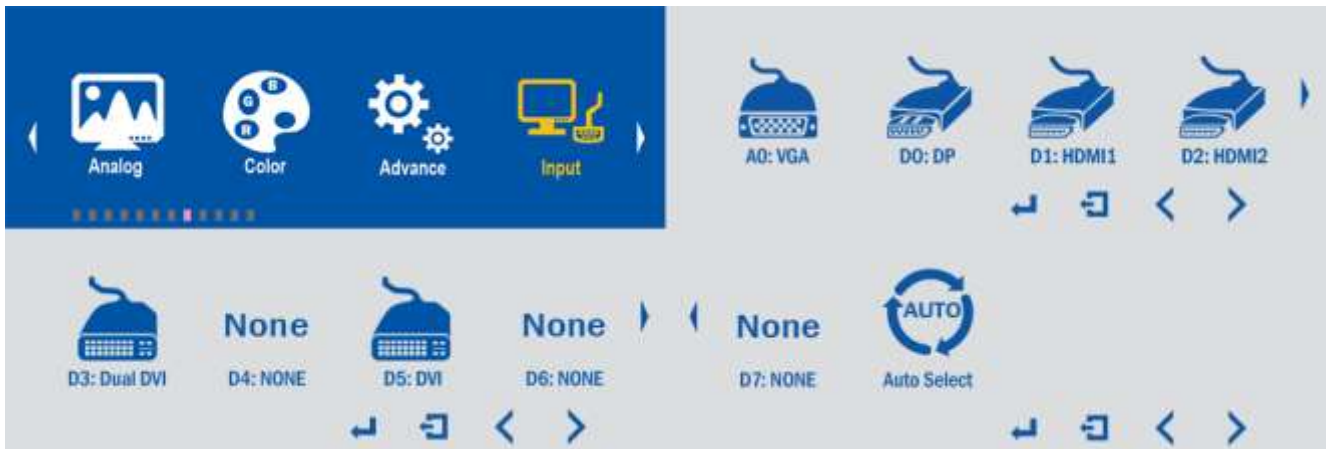 B
G
R
Analog Color Advance Input
A0: VGA D0: DP D1: HDMI1 D2: HDMI2
None None
D3: Dual DVI D4: NONE D5: DVI D6: NONE
None AUTO
D7: NONE Auto Select